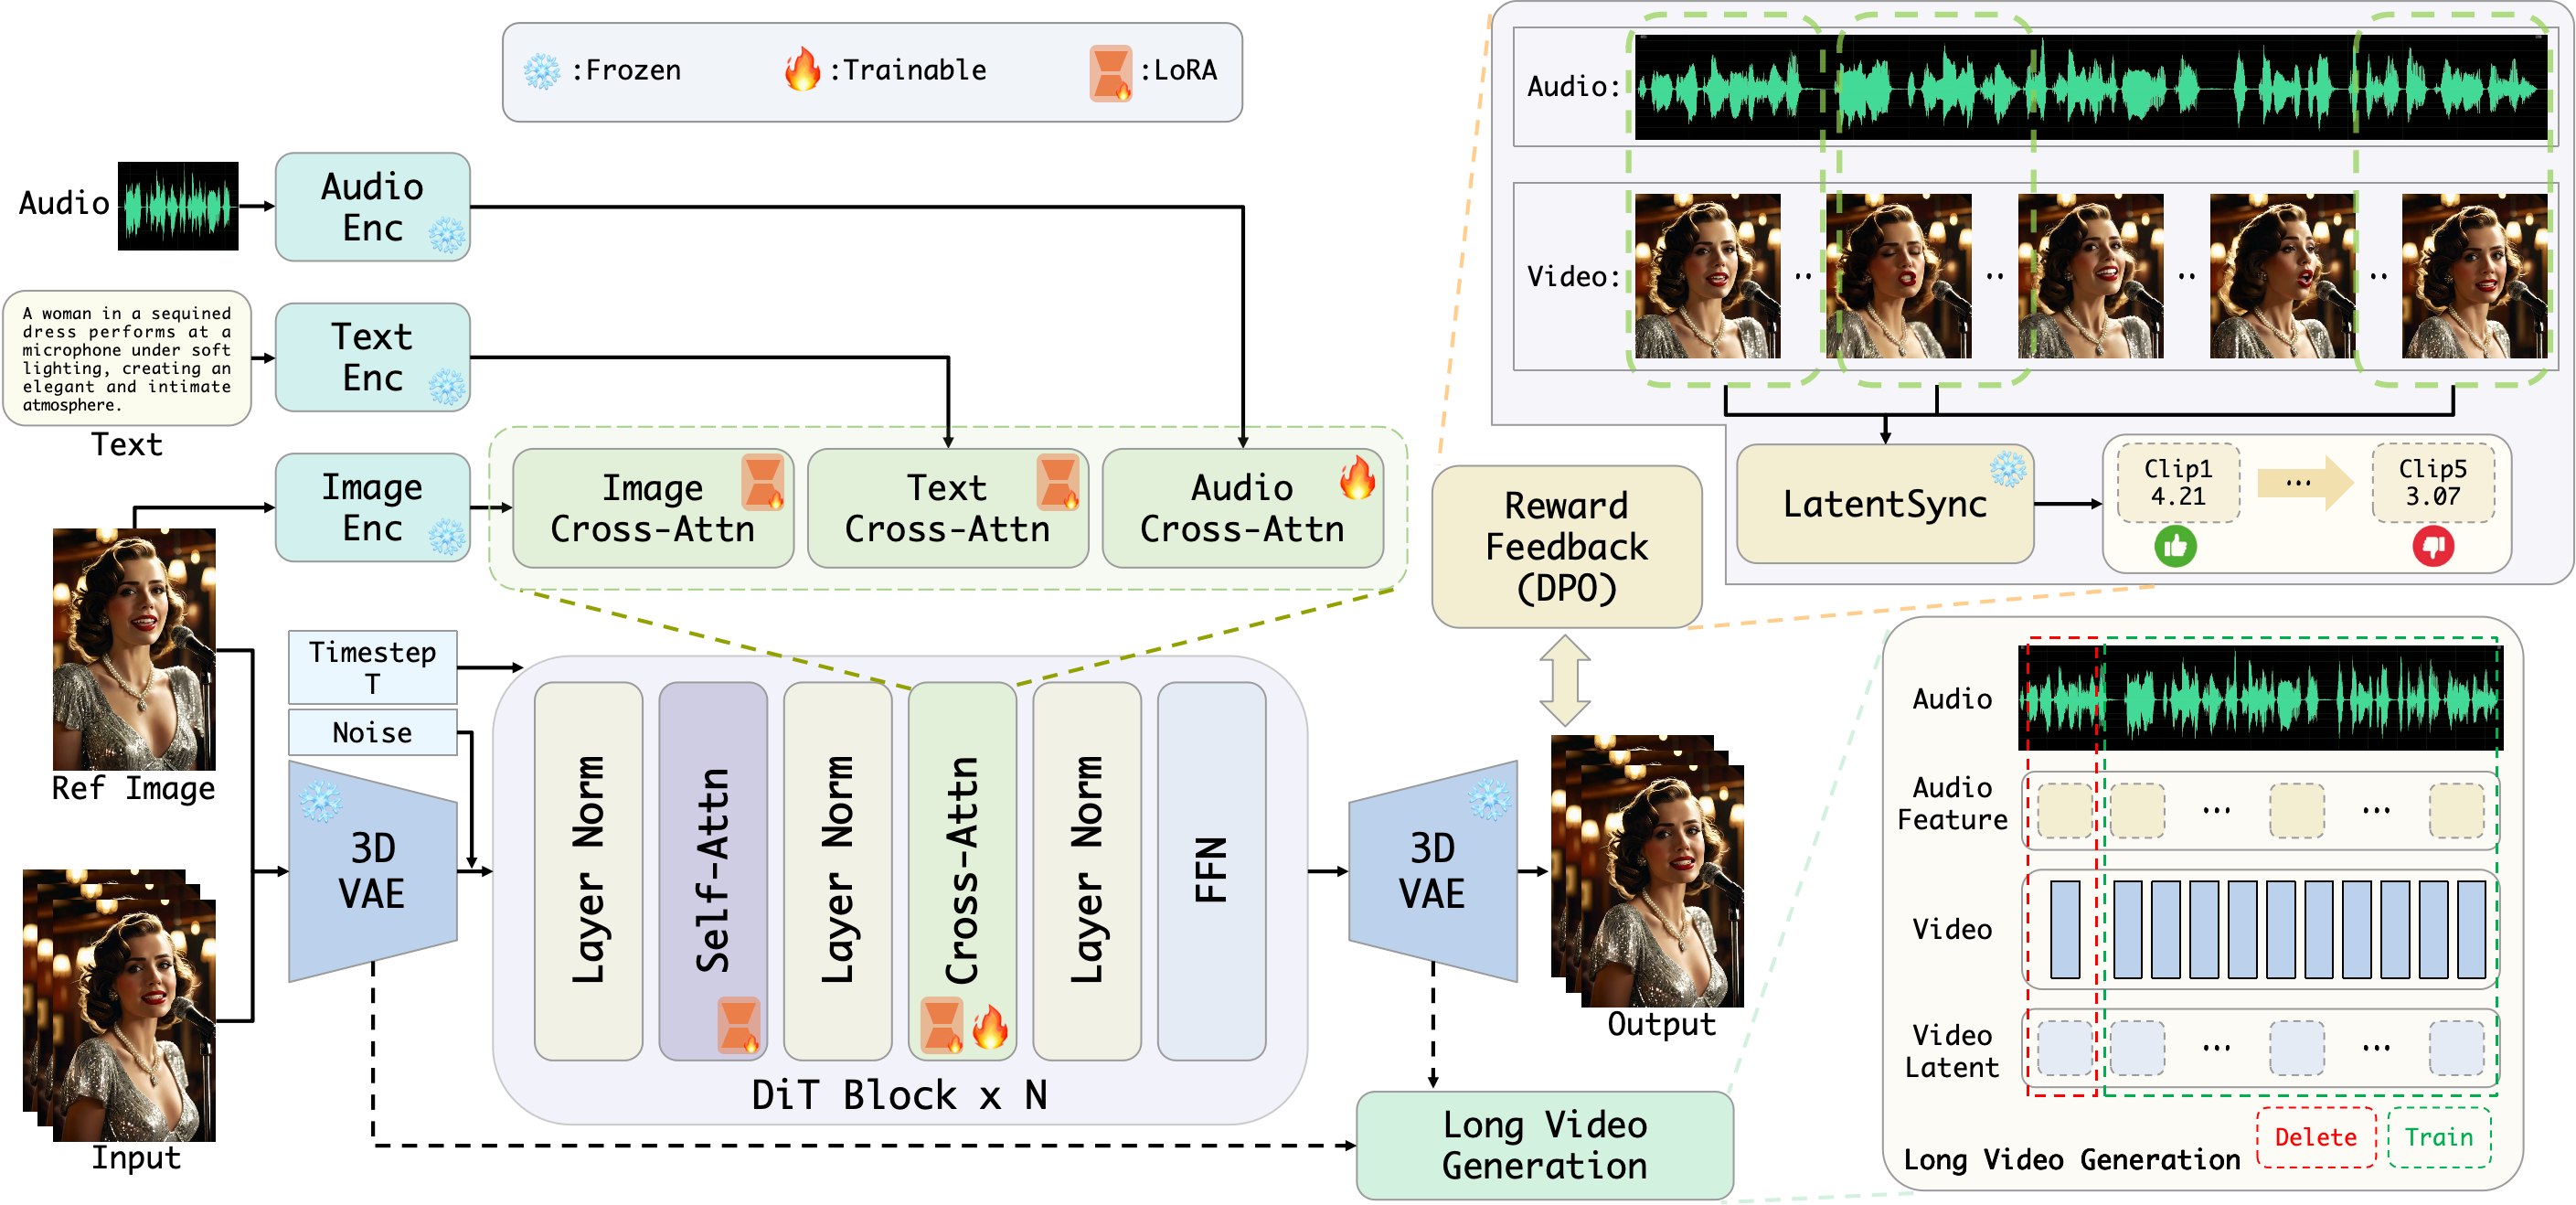 :Frozen
:Trainable
:LoRA
Audio
Audio
Enc
A woman in a sequined
dress performs at a
microphone under soft
lighting, creating an
elegant and intimate
atmosphere.
Text
Text
Enc
Image
Enc
Image
Cross-Attn
Text
Cross-Attn
Audio
Cross-Attn
Ref Image
Input
Timestep
T
Noise
3D
VAE
Layer Norm
Self-Attn
Layer Norm
Cross-Attn
Layer Norm
FFN
DiT Block x N
3D
VAE
Output
Reward
Feedback
(DPO)
Long Video
Generation
Audio:
Video:
..
..
..
..
LatentSync
Clip1
4.21
...
Clip5
3.07
Audio
Audio
Feature
...
...
Video
Video
Latent
...
...
Long Video Generation
Delete
Train